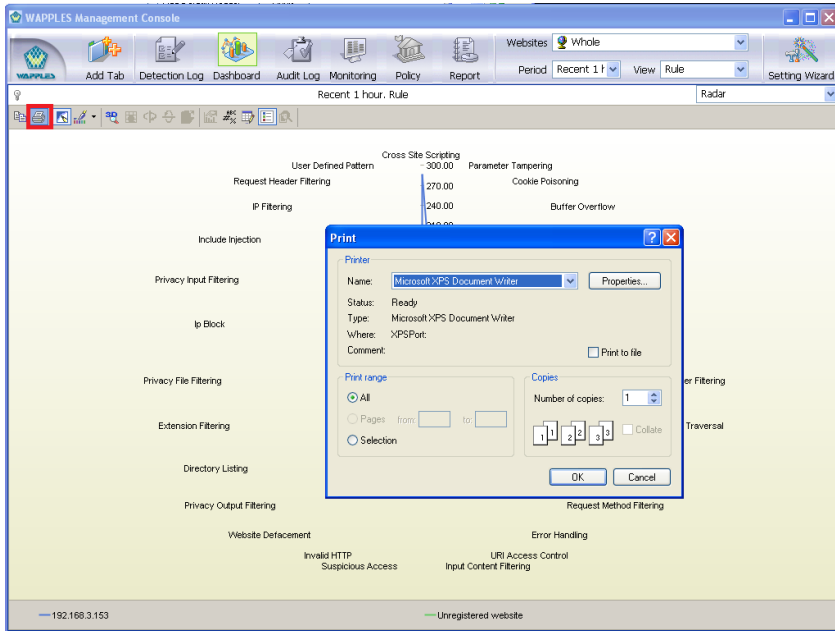 WAPPLES Management Console
WAPPLES
Add Tab
Detection Log
Dashboard
Audit Log
Monitoring
Policy
Report
Websites
Whole
Period
Recent 1 H
View
Rule
Setting Wizard
Recent 1 hour. Rule
Radar
Cross Site Scripting
User Defined Pattern
300.00
Parameter Tampering
Request Header Filtering
270.00
Cookie Poisoning
IP Filtering
240.00
Buffer Overflow
Include Injection
Privacy Input Filtering
Ip Block
Privacy File Filtering
er Filtering
Extension Filtering
Traversal
Directory Listing
Privacy Output Filtering
Request Method Filtering
Website Defacement
Error Handling
Invalid HTTP
URI Access Control
Suspicious Access
Input Content Filtering
Print
Printer
Name:
Microsoft XPS Document Writer
Properties...
Status:
Ready
Type:
Microsoft XPS Document Writer
Where:
XPSPort:
Comment:
Print to file
Print range
All
Pages
from:
to:
Selection
Copies
Number of copies:
1
1 1
2 2
3 3
Collate
OK
Cancel
192.168.3.153
Unregistered website